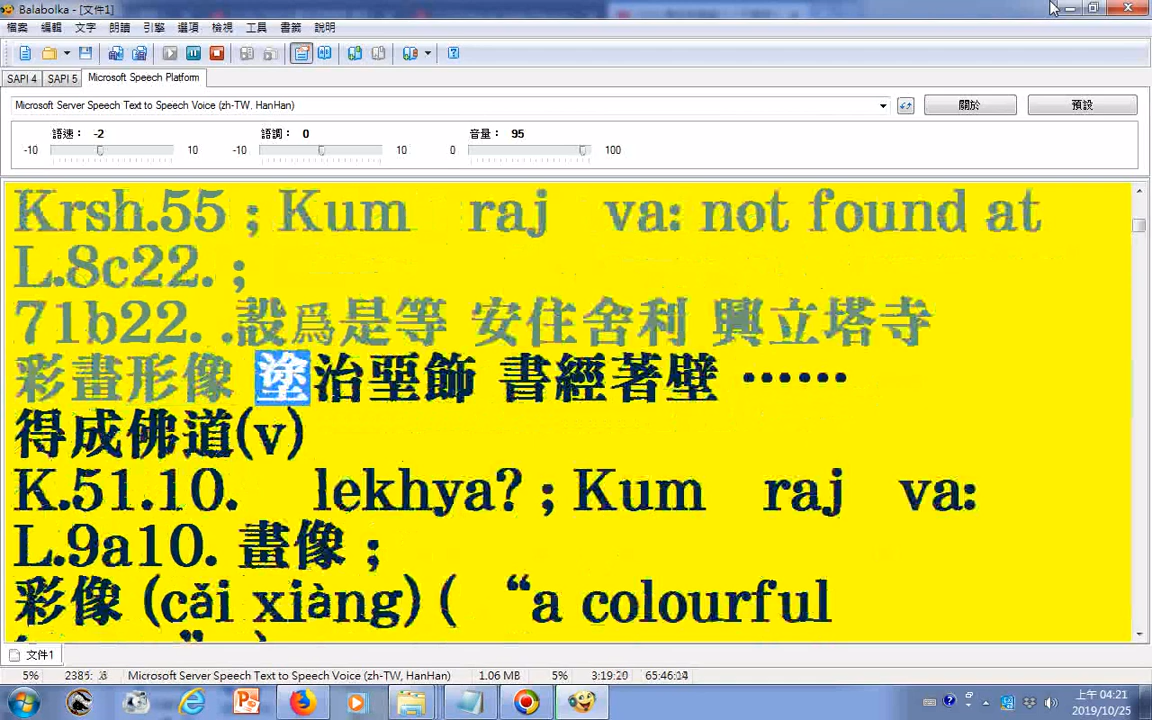 Balabolka - [文件1]
檔案 編輯 文字 朗讀 引擎 選項 檢視 工具 書籤 說明
SAPI 4 SAPI 5 Microsoft Speech Platform
Microsoft Server Speech Text to Speech Voice (zh-TW, HanHan) 關於 預設
語速： -2 語調： 0 音量： 95
-10 10 -10 10 0 100
Krsh.55 ; Kum raj va: not found at
L.8c22. ;
71b22. .設爲是等 安住舍利 興立塔寺
彩畫形像 塗治堊飾 書經著壁 ……
得成佛道(v)
K.51.10. lekhya? ; Kum raj va:
L.9a10. 畫像 ;
彩像 (cǎi xiàng) ( “a colourful
文件1
5% Microsoft Server Speech Text to Speech Voice (zh-TW, HanHan) 1.06 MB 5% 3:19:20 65:46:14
上午 04:21
2019/10/25